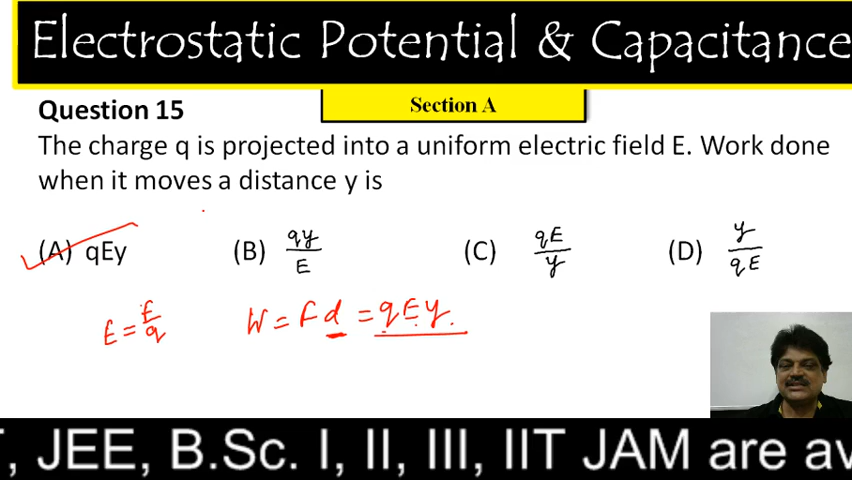 Electrostatic Potential & Capacitance
Section A
Question 15
The charge q is projected into a uniform electric field E. Work done
when it moves a distance y is
(A) qEy (B) qy/E (C) qE/y (D) y/qE
E = F/q W = Fd = qEy.
T, JEE, B.Sc. I, II, III, IIT JAM are av